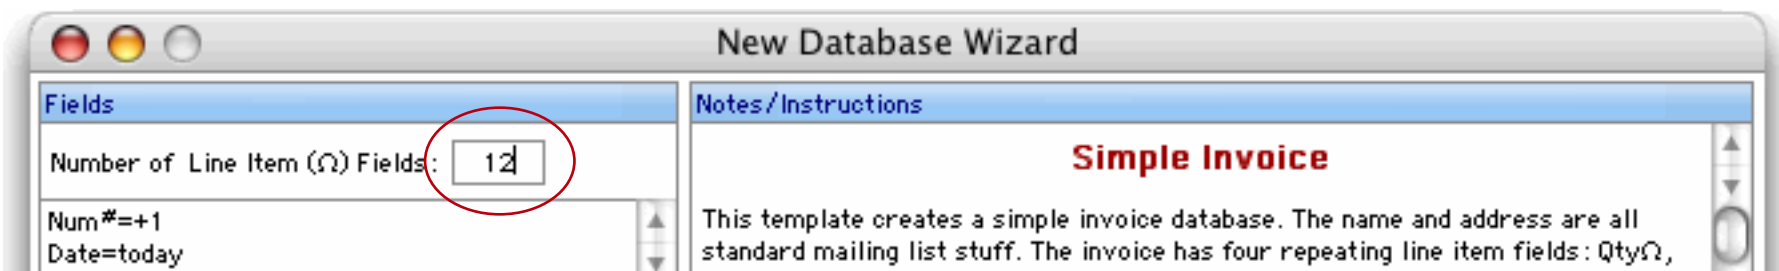 New Database Wizard
Fields
Number of Line Item (Ω) Fields: 12
Num#=+1
Date=today
Notes/Instructions
Simple Invoice
This template creates a simple invoice database. The name and address are all
standard mailing list stuff. The invoice has four repeating line item fields: QtyΩ,